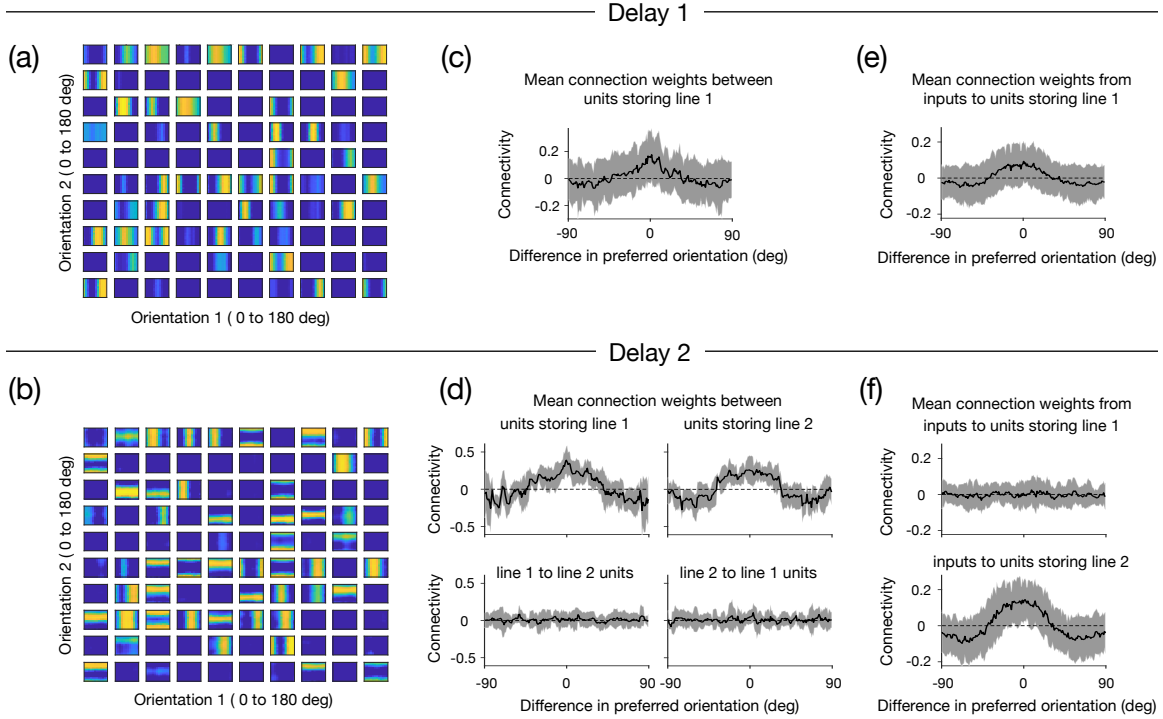 Delay 1
(a)
Orientation 2 ( 0 to 180 deg)
Orientation 1 ( 0 to 180 deg)
(c)
Mean connection weights between
units storing line 1
Connectivity
0.2
0
-0.2
-90
0
90
Difference in preferred orientation (deg)
(e)
Mean connection weights from
inputs to units storing line 1
Connectivity
0.2
0
-0.2
-90
0
90
Difference in preferred orientation (deg)
Delay 2
(b)
Orientation 2 ( 0 to 180 deg)
Orientation 1 ( 0 to 180 deg)
(d)
Mean connection weights between
units storing line 1
units storing line 2
Connectivity
0.5
0
-0.5
line 1 to line 2 units
line 2 to line 1 units
Connectivity
0.5
0
-0.5
-90
0
90
-90
0
90
Difference in preferred orientation (deg)
(f)
Mean connection weights from
inputs to units storing line 1
Connectivity
0.2
0
-0.2
inputs to units storing line 2
Connectivity
0.2
0
-0.2
-90
0
90
Difference in preferred orientation (deg)